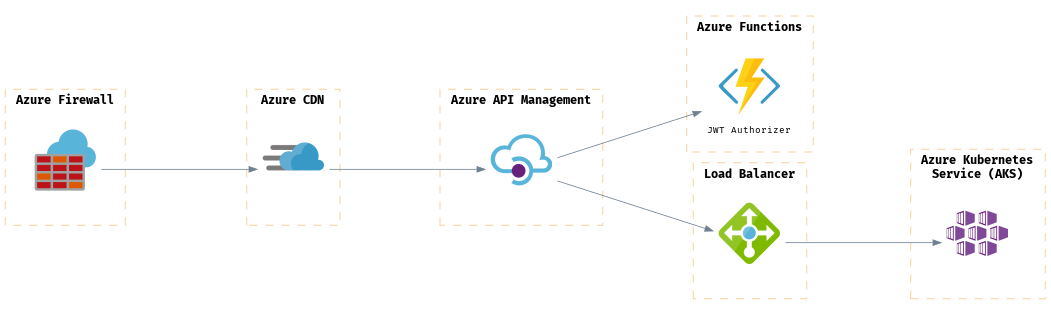 Azure Firewall
Azure CDN
Azure API Management
Azure Functions
JWT Authorizer
Load Balancer
Azure Kubernetes
Service (AKS)